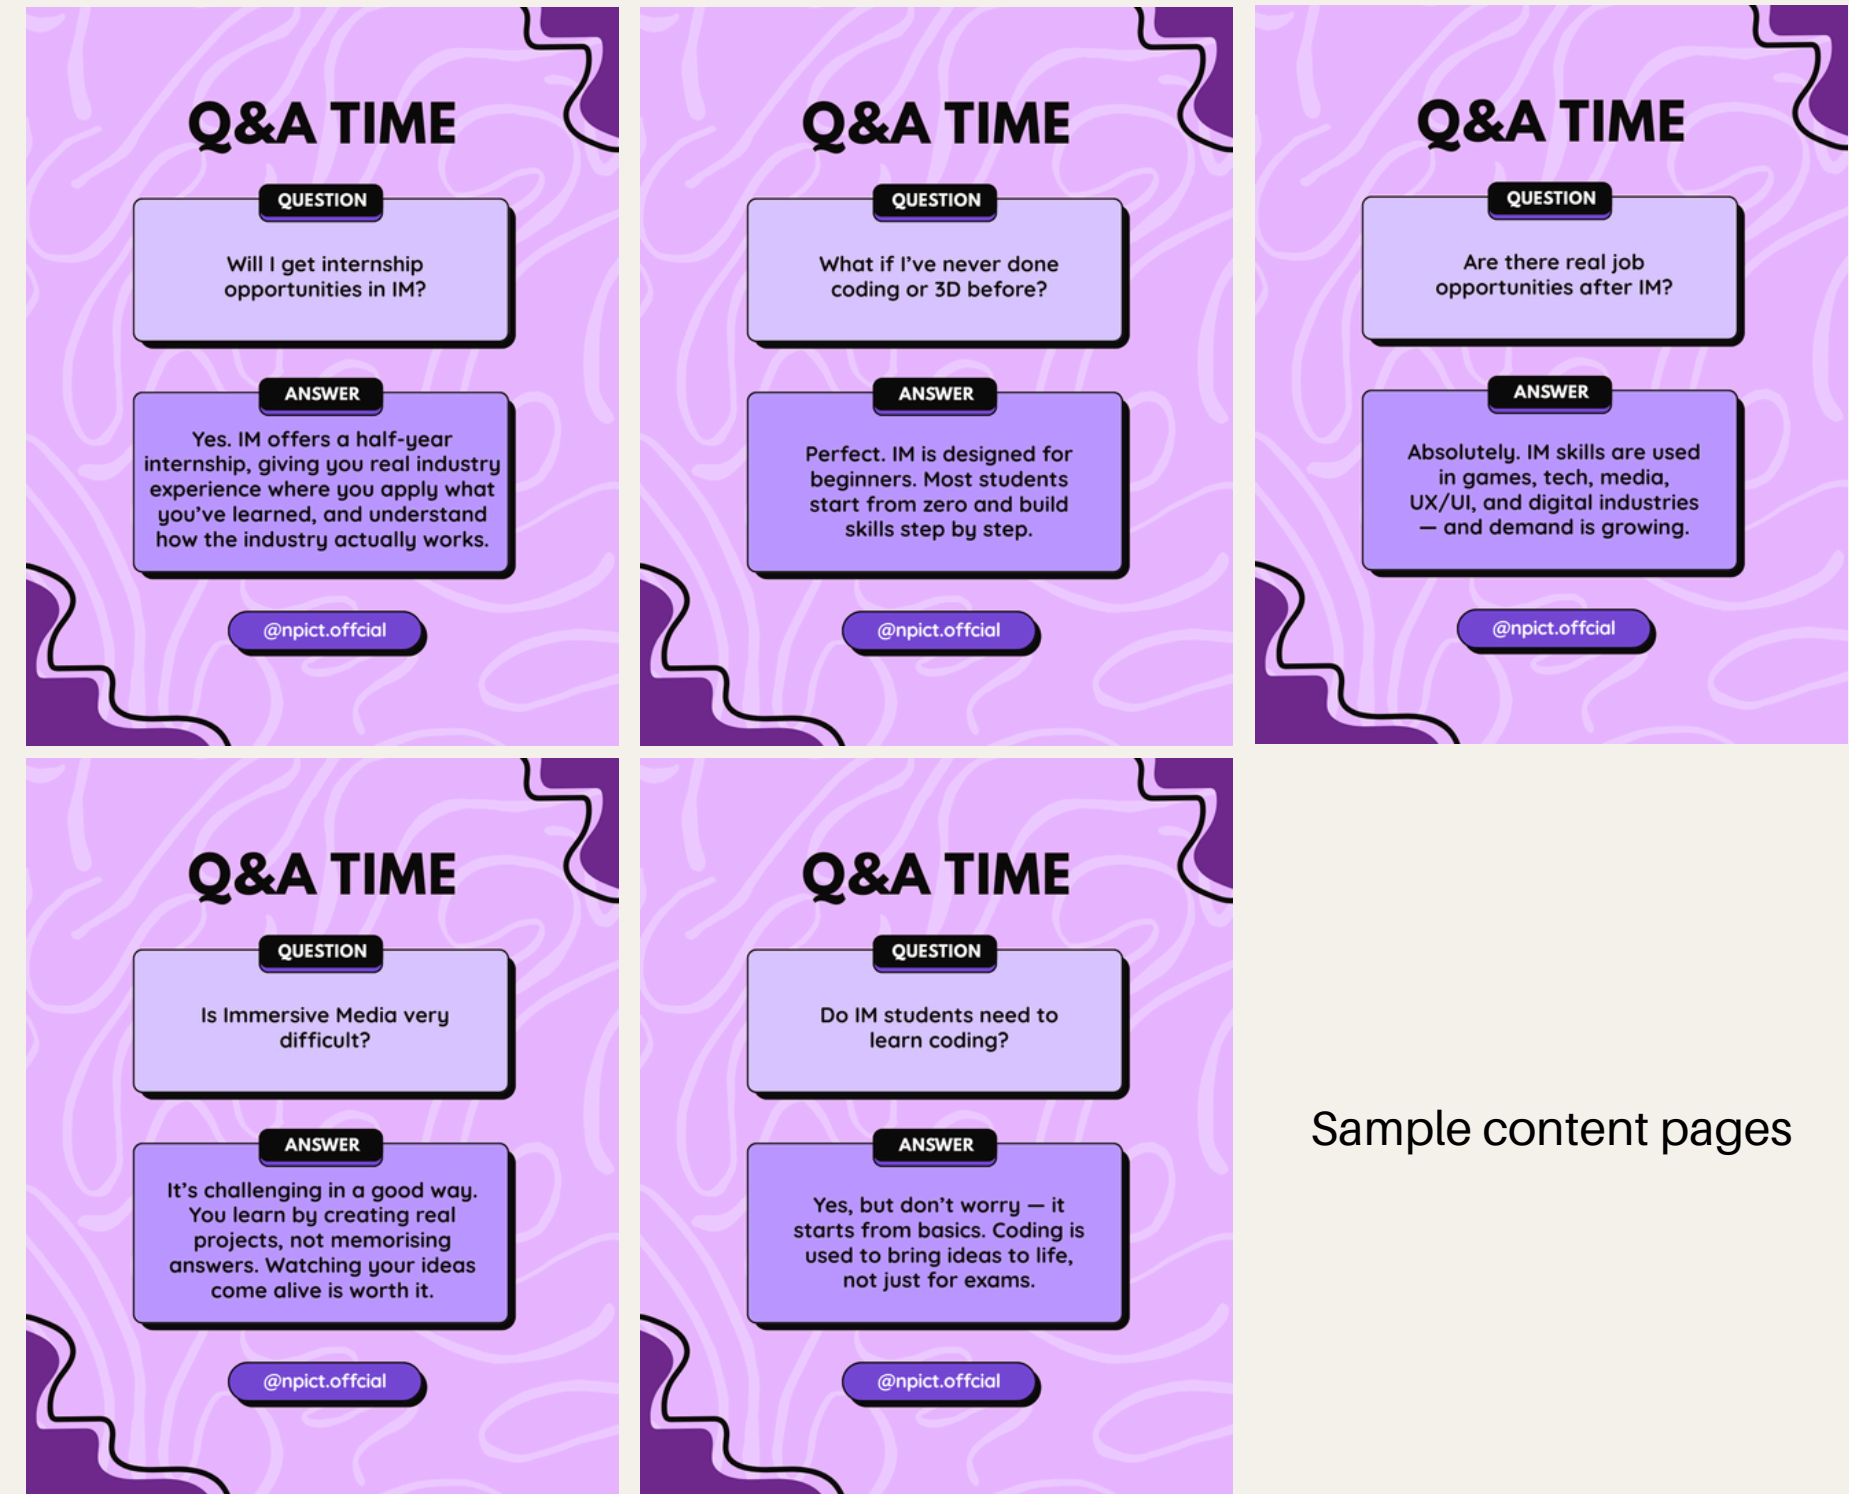 Q&A TIME
QUESTION
Will I get internship
opportunities in IM?
ANSWER
Yes. IM offers a half-year
internship, giving you real industry
experience where you apply what
you've learned, and understand
how the industry actually works.
@npict.offcial
Q&A TIME
QUESTION
What if I've never done
coding or 3D before?
ANSWER
Perfect. IM is designed for
beginners. Most students
start from zero and build
skills step by step.
@npict.offcial
Q&A TIME
QUESTION
Are there real job
opportunities after IM?
ANSWER
Absolutely. IM skills are used
in games, tech, media,
UX/UI, and digital industries
— and demand is growing.
@npict.offcial
Q&A TIME
QUESTION
Is Immersive Media very
difficult?
ANSWER
It's challenging in a good way.
You learn by creating real
projects, not memorising
answers. Watching your ideas
come alive is worth it.
@npict.offcial
Q&A TIME
QUESTION
Do IM students need to
learn coding?
ANSWER
Yes, but don't worry — it
starts from basics. Coding is
used to bring ideas to life,
not just for exams.
@npict.offcial
Sample content pages